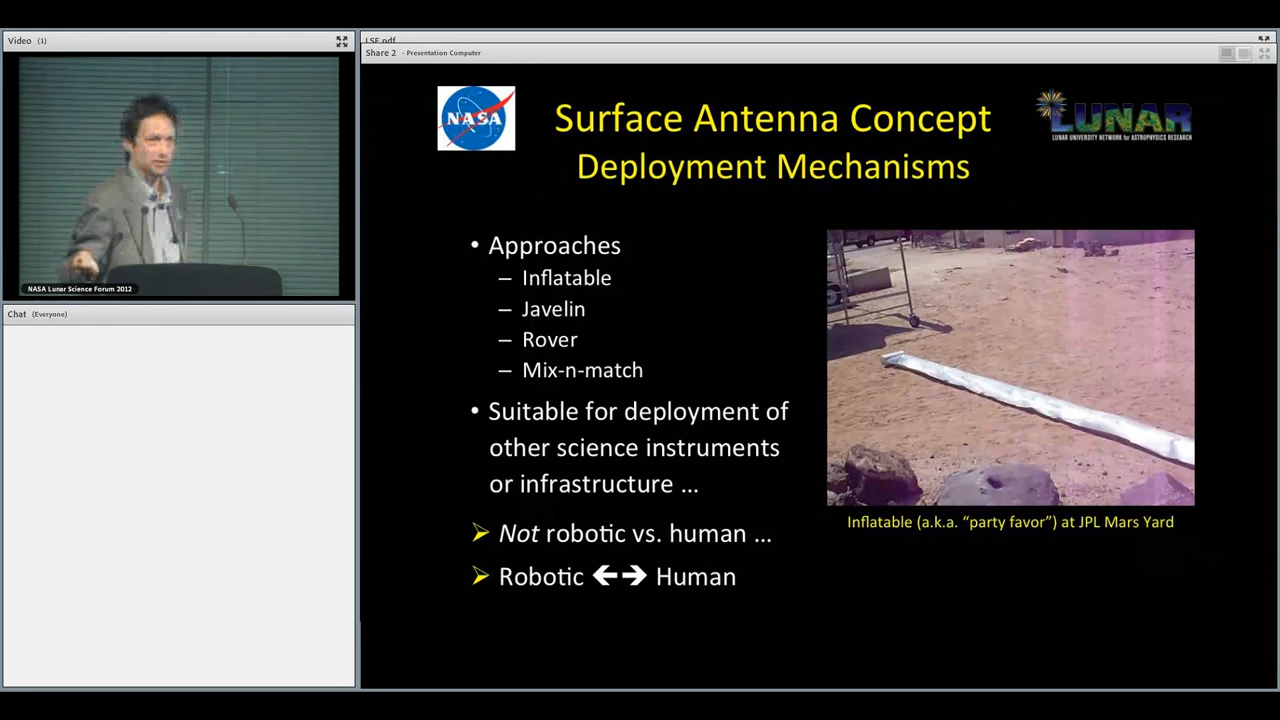 Video (1)
NASA Lunar Science Forum 2012
Chat (Everyone)
LSF.pdf
Share 2 - Presentation Computer
NASA
Surface Antenna Concept
Deployment Mechanisms
LUNAR
LUNAR UNIVERSITY NETWORK for ASTROPHYSICS RESEARCH
• Approaches
– Inflatable
– Javelin
– Rover
– Mix-n-match
• Suitable for deployment of
other science instruments
or infrastructure ...
Not robotic vs. human ...
Robotic Human
Inflatable (a.k.a. “party favor”) at JPL Mars Yard